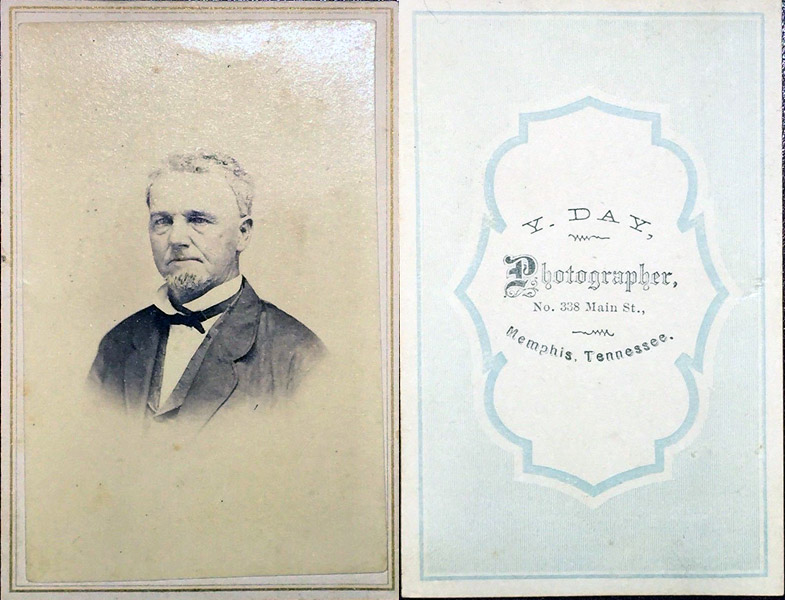 Y. DAY,
Photographer,
No. 338 Main St.,
Memphis, Tennessee.